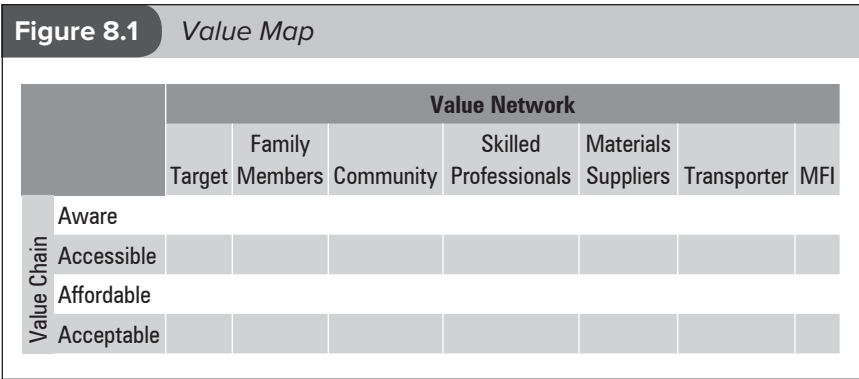 Figure 8.1 Value Map
Value Network
Family Skilled Materials
Target Members Community Professionals Suppliers Transporter MFI
Value Chain
Aware
Accessible
Affordable
Acceptable